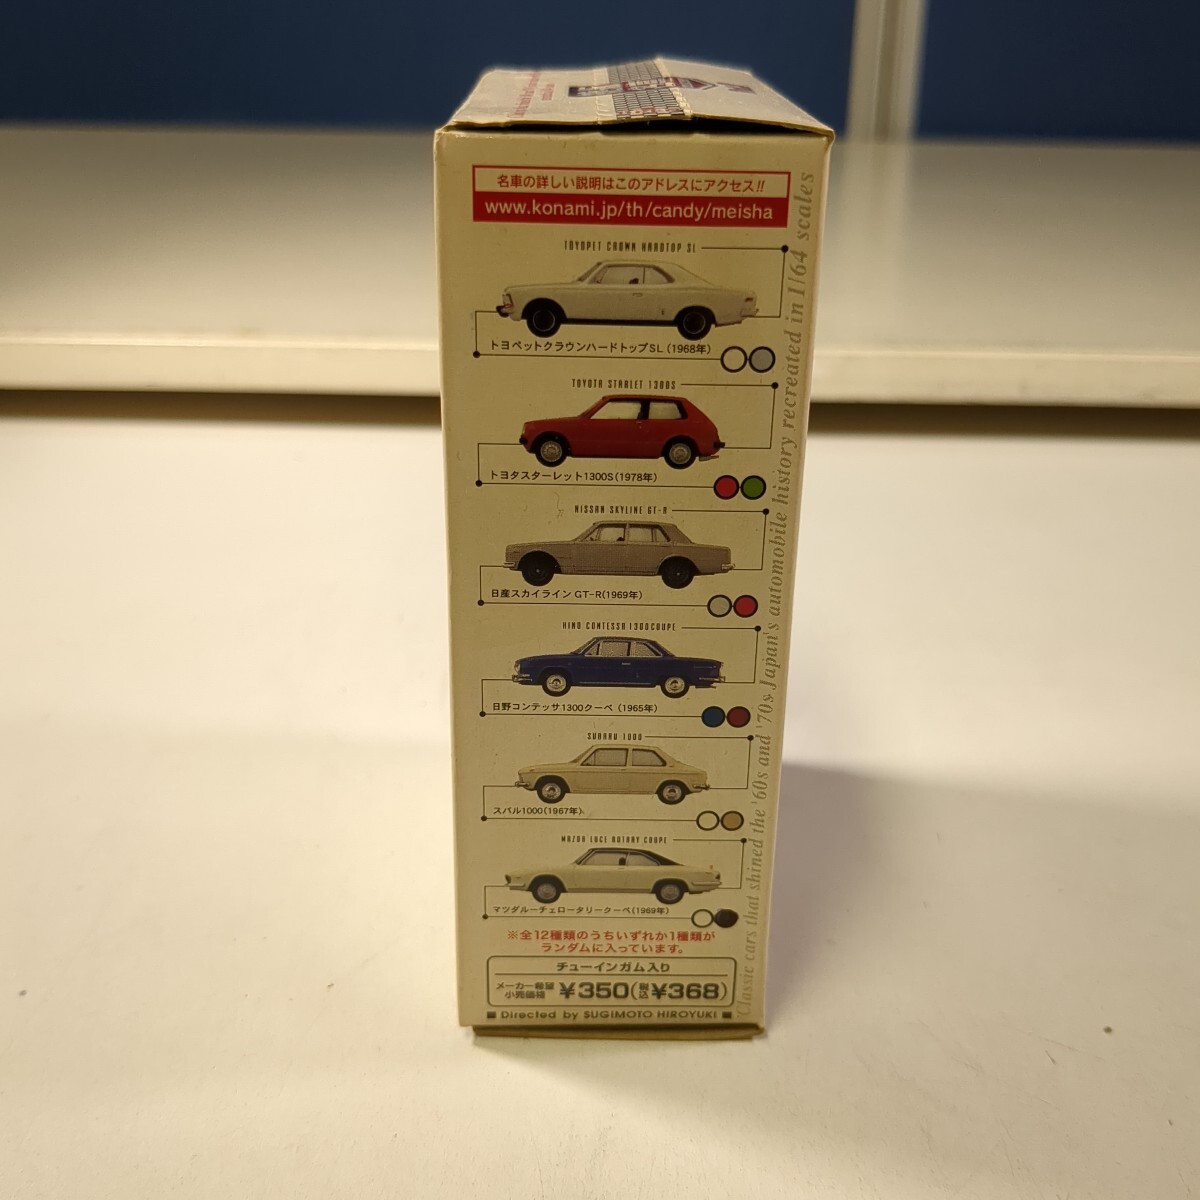 名車の詳しい説明はこのアドレスにアクセス!!
www.konami.jp/th/candy/meisha
TOYOPET CROWN HARDTOP SL
トヨペットクラウンハードトップSL(1968年)
TOYOTA STARLET 1300S
トヨタスターレット1300S(1978年)
NISSAN SKYLINE GT-R
日産スカイライン GT-R(1969年)
HINO CONTESSA 1300COUPE
日野コンテッサ1300クーペ(1965年)
SUBARU 1000
スバル1000(1967年)
MAZDA LUCE ROTARY COUPE
マツダルーチェロータリークーペ(1969年)
※全12種類のうちいずれか1種類が
ランダムに入っています。
チューインガム入り
メーカー希望
小売価格 ¥350(税込¥368)
■ Directed by SUGIMOTO HIROYUKI ■
Classic cars that shined the '60s and '70s Japan's automobile history recreated in 1/64 scales